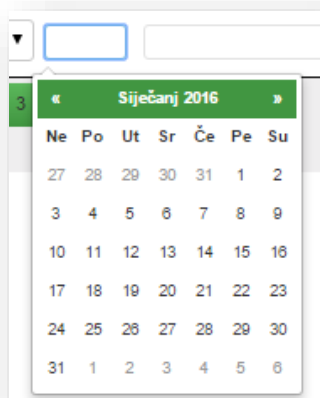 3
« Siječanj 2016 »
Ne Po Ut Sr Če Pe Su
27 28 29 30 31 1 2
3 4 5 6 7 8 9
10 11 12 13 14 15 16
17 18 19 20 21 22 23
24 25 26 27 28 29 30
31 1 2 3 4 5 6